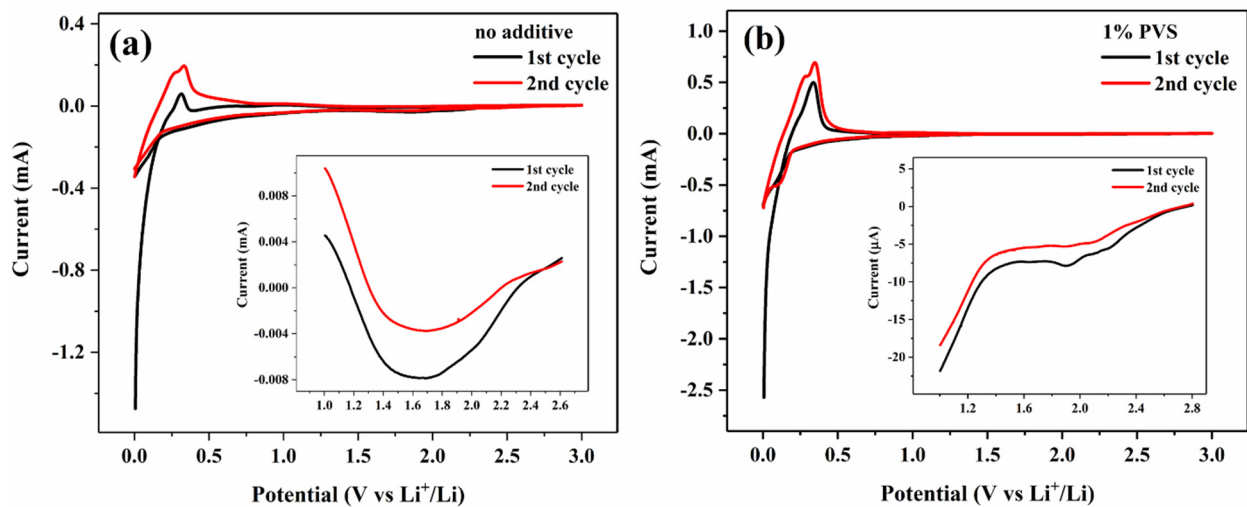 (a)
no additive
1st cycle
2nd cycle
0.4
0.0
-0.4
-0.8
-1.2
Current (mA)
0.0
0.5
1.0
1.5
2.0
2.5
3.0
Potential (V vs Li⁺/Li)
1st cycle
2nd cycle
0.008
0.004
0.000
-0.004
-0.008
Current (mA)
1.0
1.2
1.4
1.6
1.8
2.0
2.2
2.4
2.6
(b)
1% PVS
1st cycle
2nd cycle
1.0
0.5
0.0
-0.5
-1.0
-1.5
-2.0
-2.5
Current (mA)
0.0
0.5
1.0
1.5
2.0
2.5
3.0
Potential (V vs Li⁺/Li)
1st cycle
2nd cycle
5
0
-5
-10
-15
-20
Current (μA)
1.2
1.6
2.0
2.4
2.8